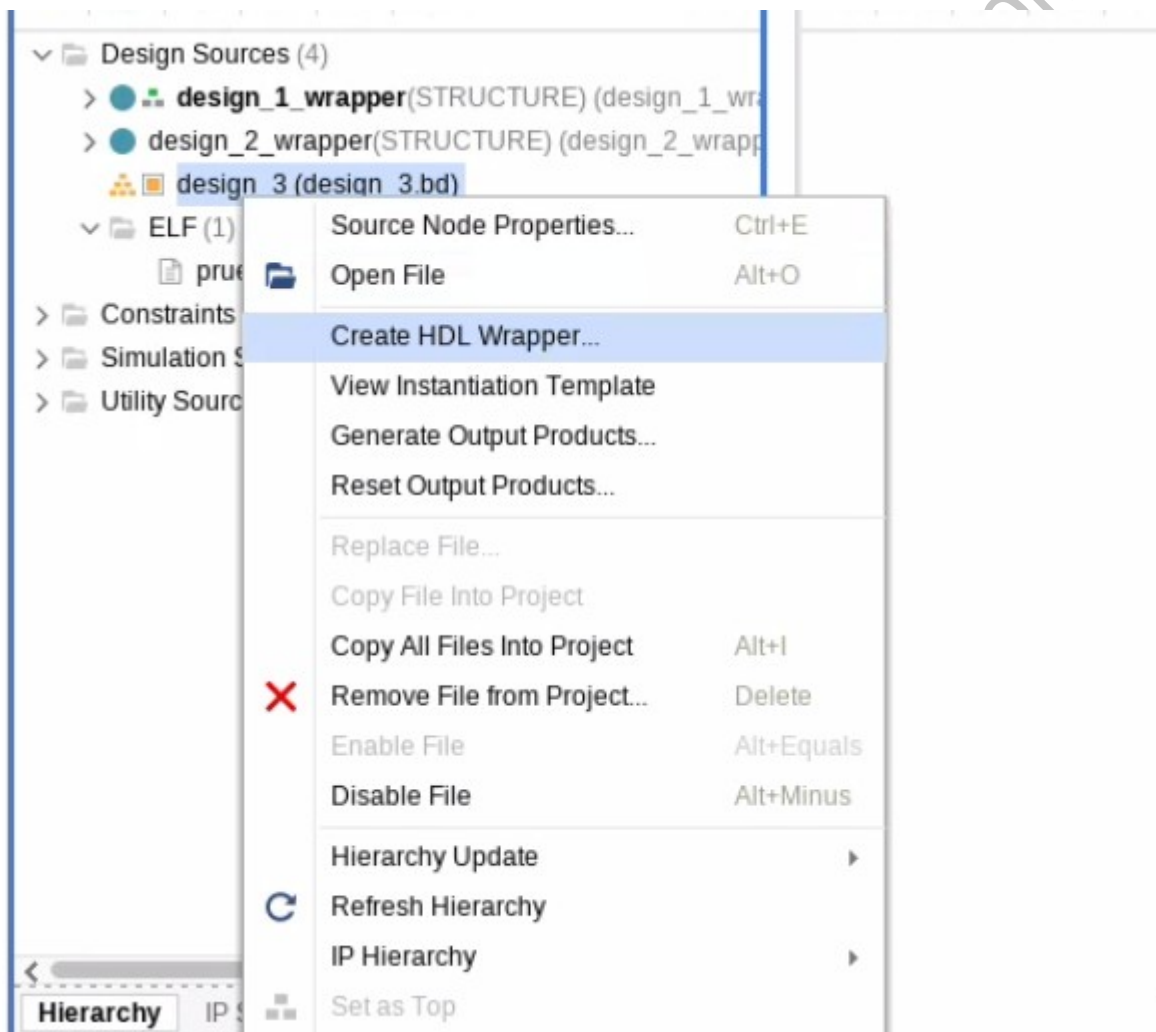 Design Sources (4)
design_1_wrapper(STRUCTURE) (design_1_wra
design_2_wrapper(STRUCTURE) (design_2_wrapp
design_3 (design_3.bd)
ELF (1)
prue
Constraints
Simulation S
Utility Sourc
Source Node Properties... Ctrl+E
Open File Alt+O
Create HDL Wrapper...
View Instantiation Template
Generate Output Products...
Reset Output Products...
Replace File...
Copy File Into Project
Copy All Files Into Project Alt+I
Remove File from Project... Delete
Enable File Alt+Equals
Disable File Alt+Minus
Hierarchy Update
Refresh Hierarchy
IP Hierarchy
Set as Top
Hierarchy IP S